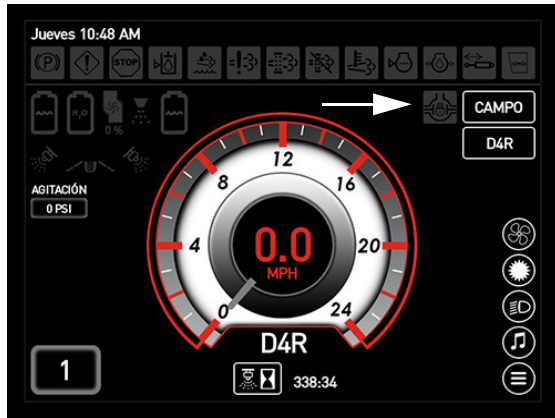 Jueves 10:48 AM
P
STOP
H₂O
0 %
CAMPO
D4R
AGITACIÓN
0 PSI
12
8
16
4
20
0
24
0.0
MPH
D4R
1
338:34